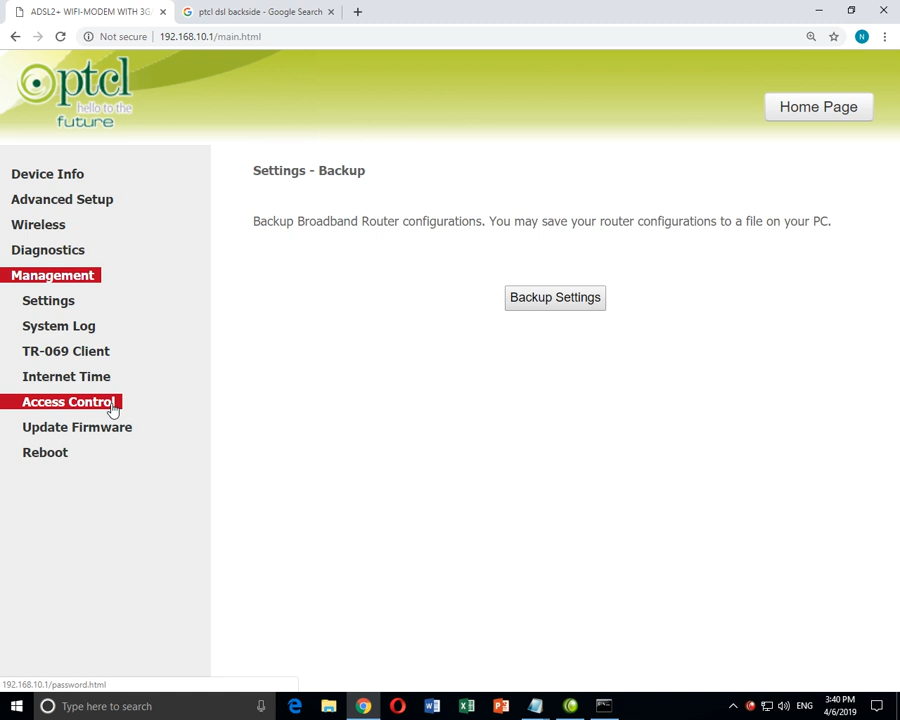 ADSL2+ WIFI-MODEM WITH 3G
ptcl dsl backside - Google Search
Not secure
192.168.10.1/main.html
N
ptcl
hello to the
future
Home Page
Device Info
Advanced Setup
Wireless
Diagnostics
Management
Settings
System Log
TR-069 Client
Internet Time
Access Control
Update Firmware
Reboot
Settings - Backup
Backup Broadband Router configurations. You may save your router configurations to a file on your PC.
Backup Settings
192.168.10.1/password.html
Type here to search
ENG
3:40 PM
4/6/2019